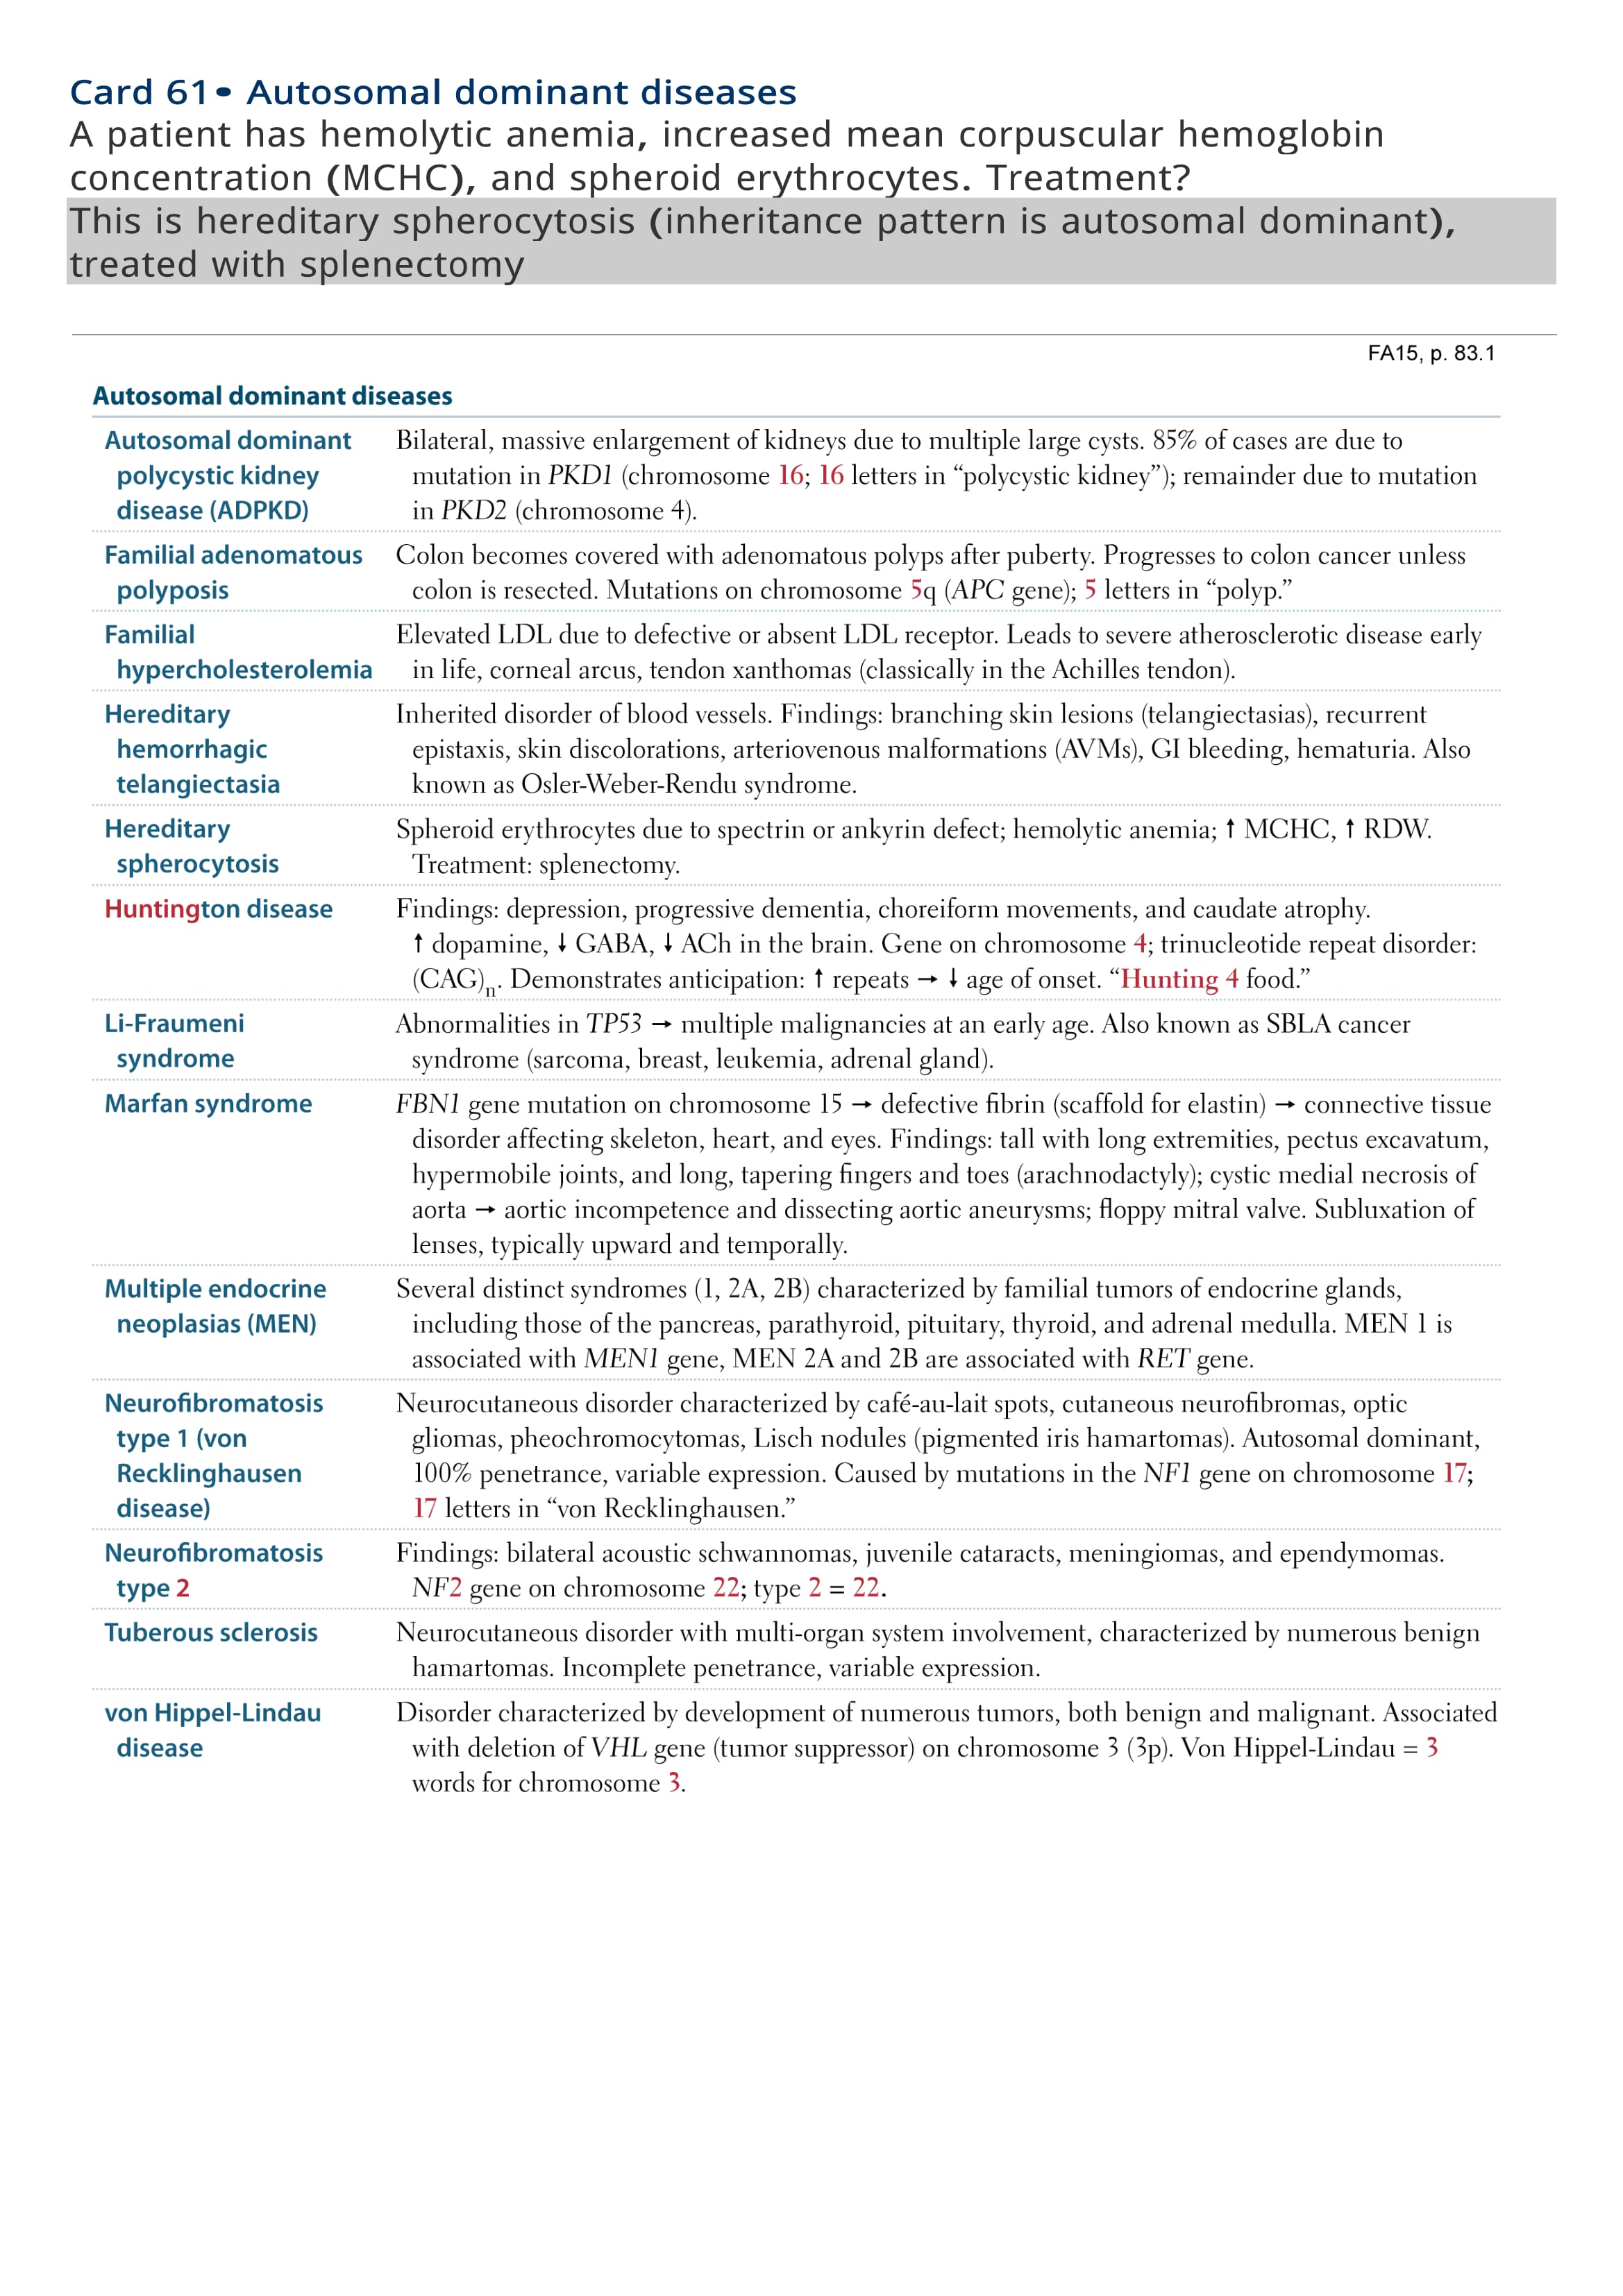 Card 61• Autosomal dominant diseases
A patient has hemolytic anemia, increased mean corpuscular hemoglobin
concentration (MCHC), and spheroid erythrocytes. Treatment?
This is hereditary spherocytosis (inheritance pattern is autosomal dominant),
treated with splenectomy
FA15, p. 83.1
Autosomal dominant diseases
Autosomal dominant
polycystic kidney
disease (ADPKD)
Bilateral, massive enlargement of kidneys due to multiple large cysts. 85% of cases are due to
mutation in PKD1 (chromosome 16; 16 letters in “polycystic kidney”); remainder due to mutation
in PKD2 (chromosome 4).
Familial adenomatous
polyposis
Colon becomes covered with adenomatous polyps after puberty. Progresses to colon cancer unless
colon is resected. Mutations on chromosome 5q (APC gene); 5 letters in “polyp.”
Familial
hypercholesterolemia
Elevated LDL due to defective or absent LDL receptor. Leads to severe atherosclerotic disease early
in life, corneal arcus, tendon xanthomas (classically in the Achilles tendon).
Hereditary
hemorrhagic
telangiectasia
Inherited disorder of blood vessels. Findings: branching skin lesions (telangiectasias), recurrent
epistaxis, skin discolorations, arteriovenous malformations (AVMs), GI bleeding, hematuria. Also
known as Osler-Weber-Rendu syndrome.
Hereditary
spherocytosis
Spheroid erythrocytes due to spectrin or ankyrin defect; hemolytic anemia; ↑ MCHC, ↑ RDW.
Treatment: splenectomy.
Huntington disease
Findings: depression, progressive dementia, choreiform movements, and caudate atrophy.
↑ dopamine, ↓ GABA, ↓ ACh in the brain. Gene on chromosome 4; trinucleotide repeat disorder:
(CAG)n. Demonstrates anticipation: ↑ repeats → ↓ age of onset. “Hunting 4 food.”
Li-Fraumeni
syndrome
Abnormalities in TP53 → multiple malignancies at an early age. Also known as SBLA cancer
syndrome (sarcoma, breast, leukemia, adrenal gland).
Marfan syndrome
FBN1 gene mutation on chromosome 15 → defective fibrin (scaffold for elastin) → connective tissue
disorder affecting skeleton, heart, and eyes. Findings: tall with long extremities, pectus excavatum,
hypermobile joints, and long, tapering fingers and toes (arachnodactyly); cystic medial necrosis of
aorta → aortic incompetence and dissecting aortic aneurysms; floppy mitral valve. Subluxation of
lenses, typically upward and temporally.
Multiple endocrine
neoplasias (MEN)
Several distinct syndromes (1, 2A, 2B) characterized by familial tumors of endocrine glands,
including those of the pancreas, parathyroid, pituitary, thyroid, and adrenal medulla. MEN 1 is
associated with MEN1 gene, MEN 2A and 2B are associated with RET gene.
Neurofibromatosis
type 1 (von
Recklinghausen
disease)
Neurocutaneous disorder characterized by café-au-lait spots, cutaneous neurofibromas, optic
gliomas, pheochromocytomas, Lisch nodules (pigmented iris hamartomas). Autosomal dominant,
100% penetrance, variable expression. Caused by mutations in the NF1 gene on chromosome 17;
17 letters in “von Recklinghausen.”
Neurofibromatosis
type 2
Findings: bilateral acoustic schwannomas, juvenile cataracts, meningiomas, and ependymomas.
NF2 gene on chromosome 22; type 2 = 22.
Tuberous sclerosis
Neurocutaneous disorder with multi-organ system involvement, characterized by numerous benign
hamartomas. Incomplete penetrance, variable expression.
von Hippel-Lindau
disease
Disorder characterized by development of numerous tumors, both benign and malignant. Associated
with deletion of VHL gene (tumor suppressor) on chromosome 3 (3p). Von Hippel-Lindau = 3
words for chromosome 3.